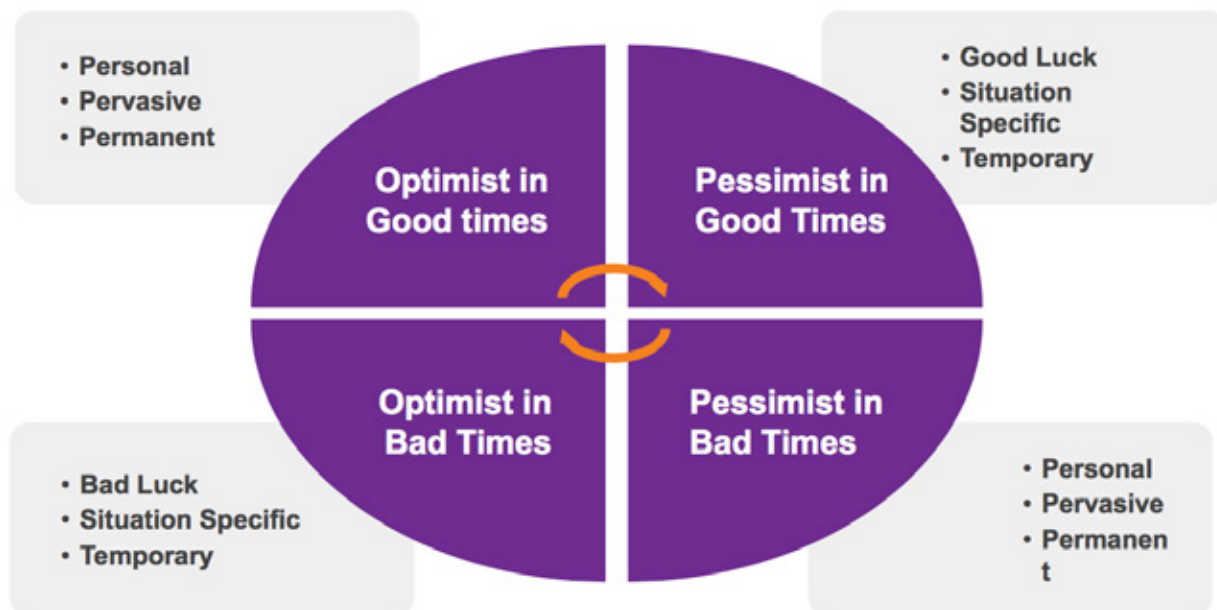 • Personal
• Pervasive
• Permanent
Optimist in
Good times
Pessimist in
Good Times
• Good Luck
• Situation
Specific
• Temporary
Optimist in
Bad Times
Pessimist in
Bad Times
• Bad Luck
• Situation Specific
• Temporary
• Personal
• Pervasive
• Permanen
t